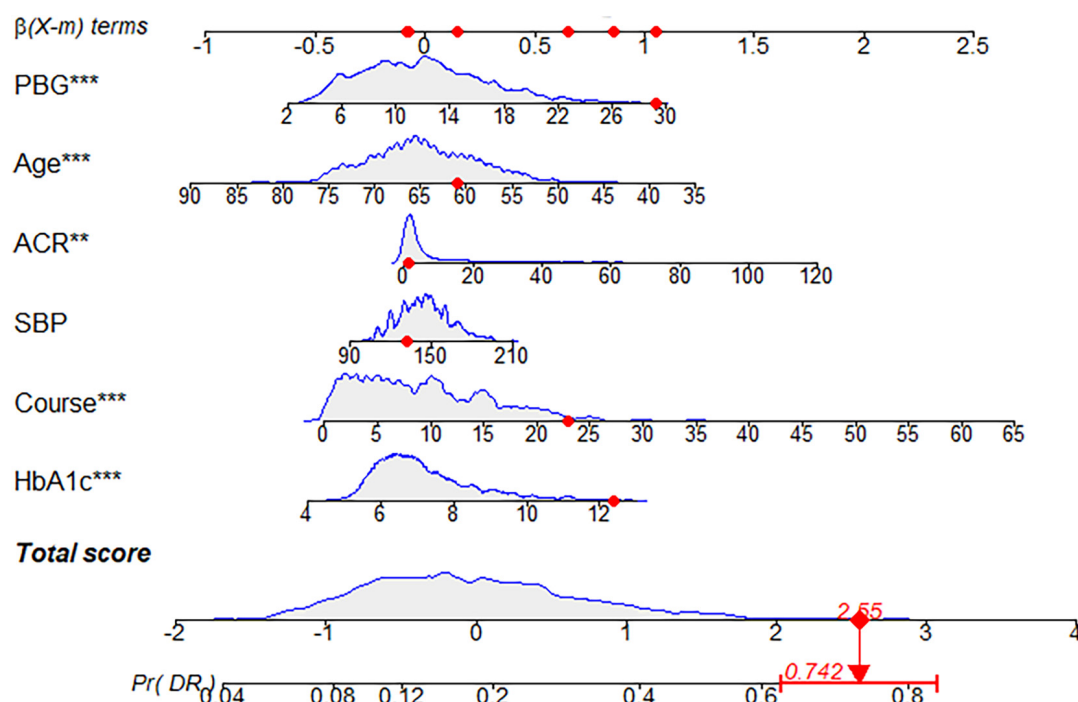 β(X-m) terms
-1 -0.5 0 0.5 1 1.5 2 2.5
PBG***
2 6 10 14 18 22 26 30
Age***
90 85 80 75 70 65 60 55 50 45 40 35
ACR**
0 20 40 60 80 100 120
SBP
90 150 210
Course***
0 5 10 15 20 25 30 35 40 45 50 55 60 65
HbA1c***
4 6 8 10 12
Total score
2.55
-2 -1 0 1 2 3 4
0.742
Pr( DR )
0.04 0.08 0.12 0.2 0.4 0.6 0.8